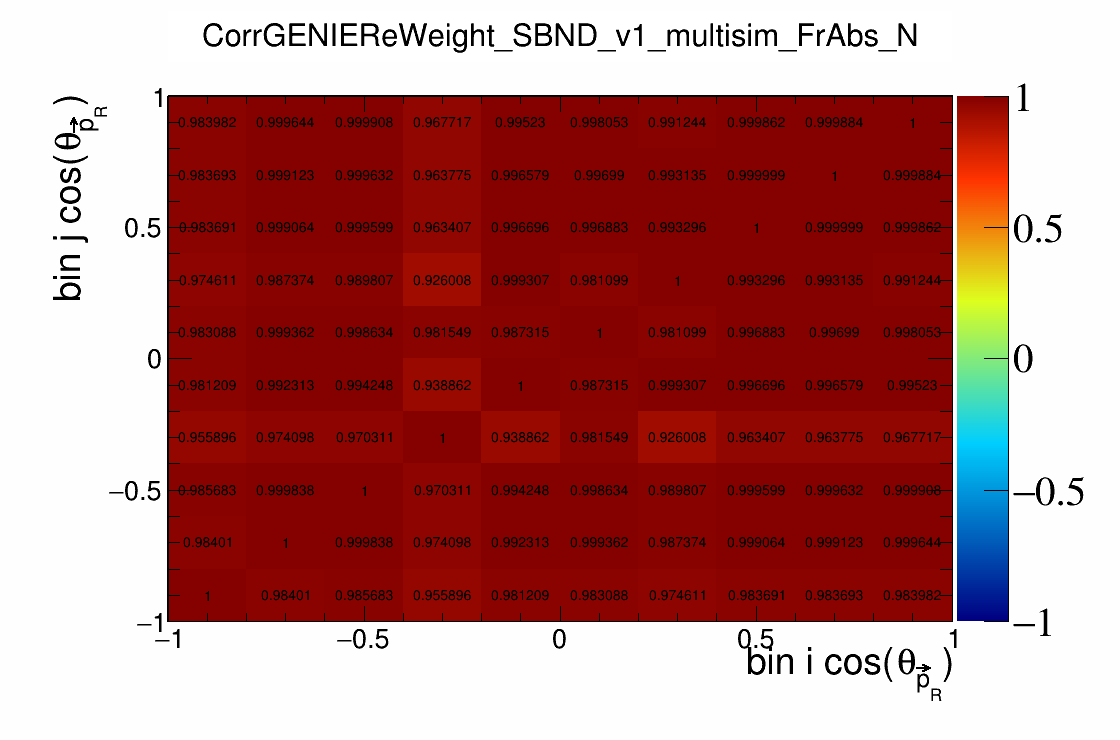 CorrGENIEReWeight_SBND_v1_multisim_FrAbs_N
bin j cos(θ_p_R)
1
0.983982 0.999644 0.999908 0.967717 0.99523 0.998053 0.991244 0.999862 0.999884 1
0.983693 0.999123 0.999632 0.963775 0.996579 0.99699 0.993135 0.999999 1 0.999884
0.5
0.983691 0.999064 0.999599 0.963407 0.996696 0.996883 0.993296 1 0.999999 0.999862
0.974611 0.987374 0.989807 0.926008 0.999307 0.981099 1 0.993296 0.993135 0.991244
0.983088 0.999362 0.998634 0.981549 0.987315 1 0.981099 0.996883 0.99699 0.998053
0
0.981209 0.992313 0.994248 0.938862 1 0.987315 0.999307 0.996696 0.996579 0.99523
0.955896 0.974098 0.970311 1 0.938862 0.981549 0.926008 0.963407 0.963775 0.967717
−0.5
0.985683 0.999838 1 0.970311 0.994248 0.998634 0.989807 0.999599 0.999632 0.999908
0.98401 1 0.999838 0.974098 0.992313 0.999362 0.987374 0.999064 0.999123 0.999644
1 0.98401 0.985683 0.955896 0.981209 0.983088 0.974611 0.983691 0.983693 0.983982
−1
−1 −0.5 0 0.5 1
bin i cos(θ_p_R)
1
0.5
0
−0.5
−1